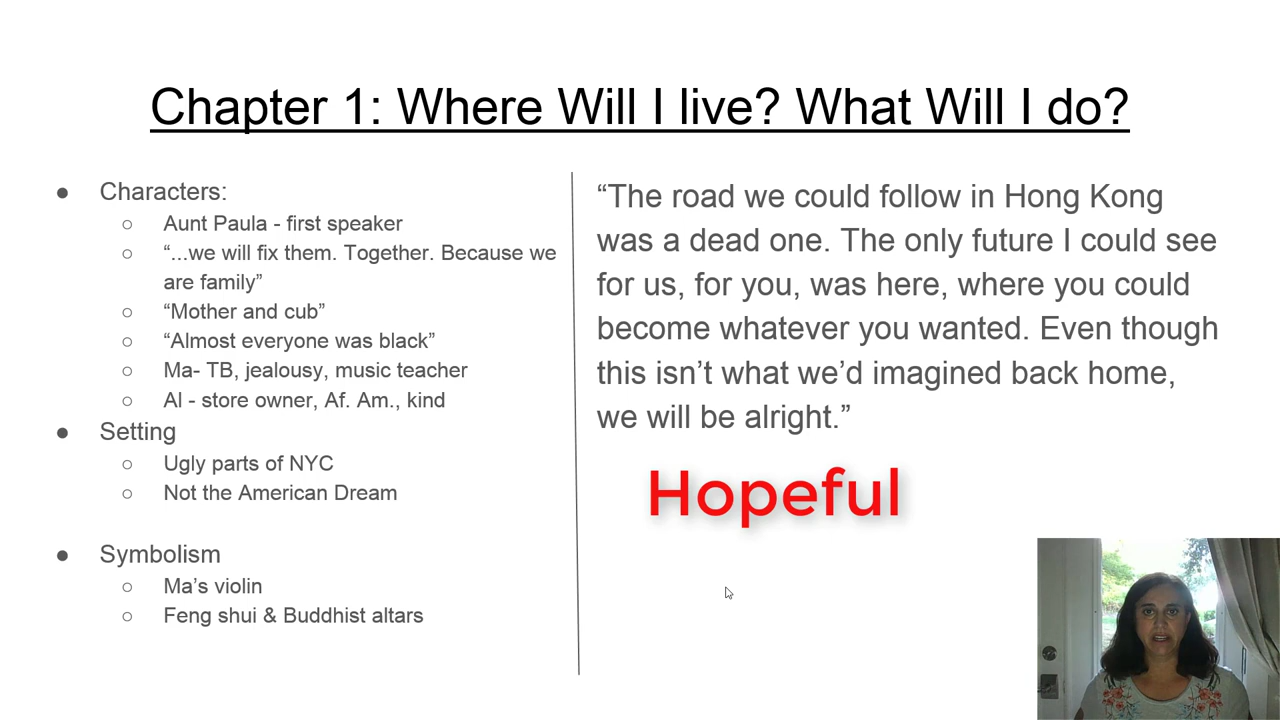 Chapter 1: Where Will I live? What Will I do?
● Characters:
○ Aunt Paula - first speaker
○ “...we will fix them. Together. Because we
are family”
○ “Mother and cub”
○ “Almost everyone was black”
○ Ma- TB, jealousy, music teacher
○ Al - store owner, Af. Am., kind
● Setting
○ Ugly parts of NYC
○ Not the American Dream
● Symbolism
○ Ma’s violin
○ Feng shui & Buddhist altars
“The road we could follow in Hong Kong
was a dead one. The only future I could see
for us, for you, was here, where you could
become whatever you wanted. Even though
this isn’t what we’d imagined back home,
we will be alright.”
Hopeful